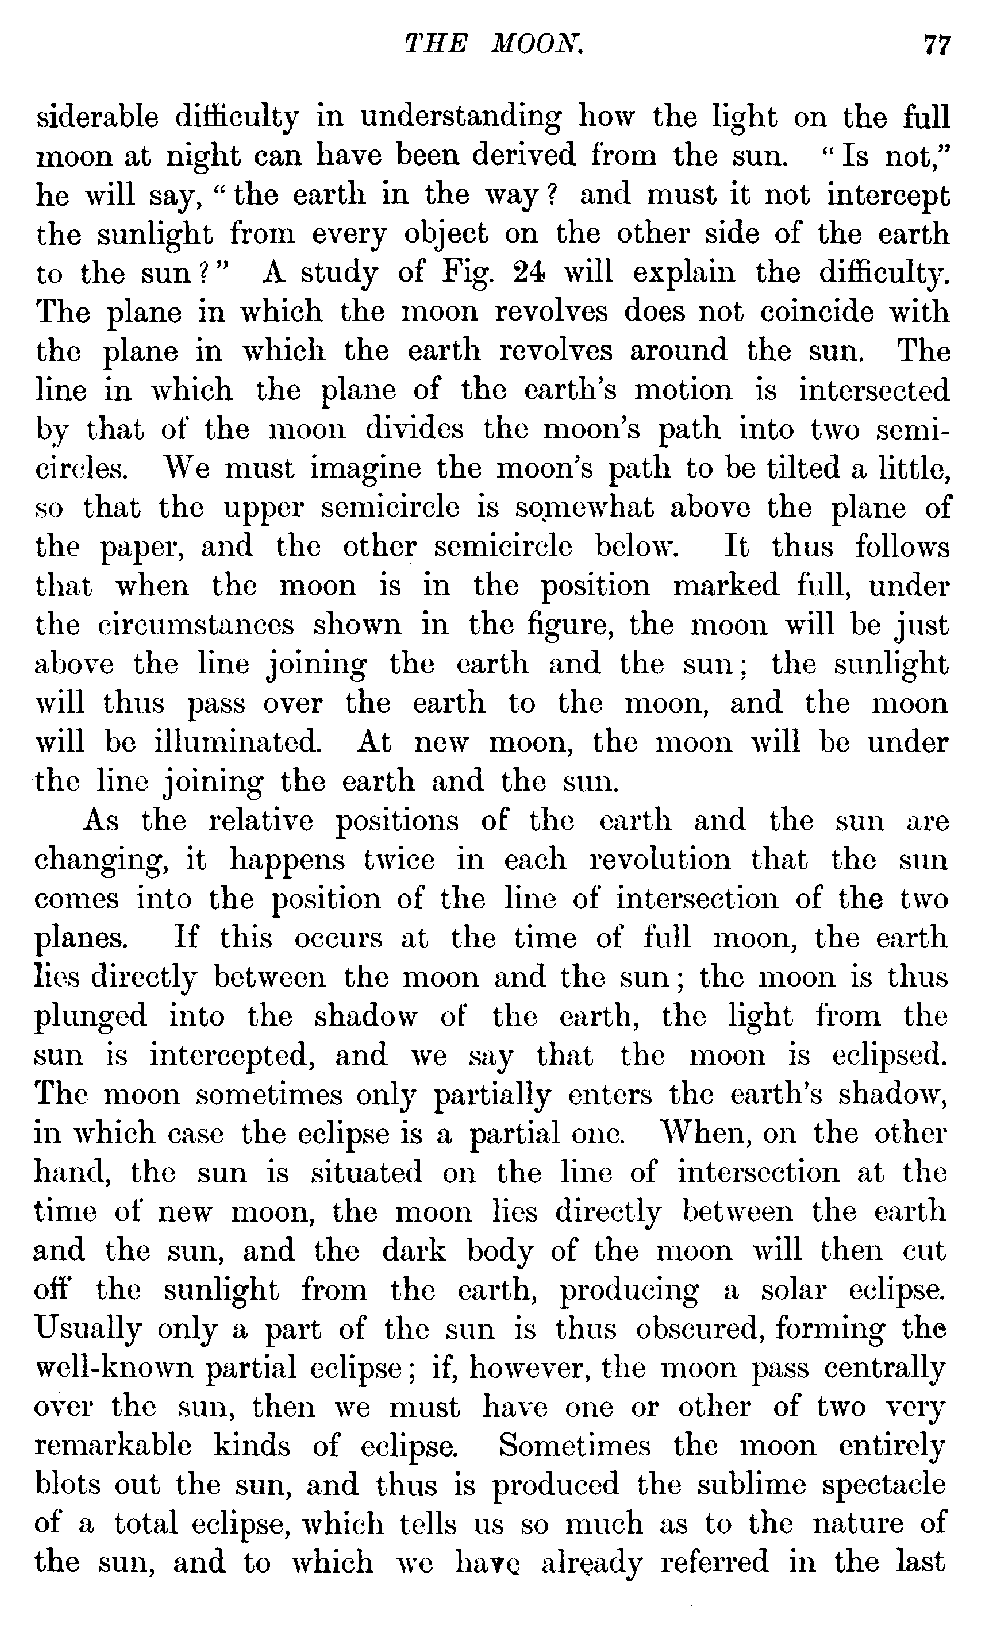 THE MOON. 77
siderable difficulty in understanding how the light on the full
moon at night can have been derived from the sun. "Is not,"
he will say, "the earth in the way? and must it not intercept
the sunlight from every object on the other side of the earth
to the sun?" A study of Fig. 24 will explain the difficulty.
The plane in which the moon revolves does not coincide with
the plane in which the earth revolves around the sun. The
line in which the plane of the earth's motion is intersected
by that of the moon divides the moon's path into two semi-
circles. We must imagine the moon's path to be tilted a little,
so that the upper semicircle is somewhat above the plane of
the paper, and the other semicircle below. It thus follows
that when the moon is in the position marked full, under
the circumstances shown in the figure, the moon will be just
above the line joining the earth and the sun; the sunlight
will thus pass over the earth to the moon, and the moon
will be illuminated. At new moon, the moon will be under
the line joining the earth and the sun.
As the relative positions of the earth and the sun are
changing, it happens twice in each revolution that the sun
comes into the position of the line of intersection of the two
planes. If this occurs at the time of full moon, the earth
lies directly between the moon and the sun; the moon is thus
plunged into the shadow of the earth, the light from the
sun is intercepted, and we say that the moon is eclipsed.
The moon sometimes only partially enters the earth's shadow,
in which case the eclipse is a partial one. When, on the other
hand, the sun is situated on the line of intersection at the
time of new moon, the moon lies directly between the earth
and the sun, and the dark body of the moon will then cut
off the sunlight from the earth, producing a solar eclipse.
Usually only a part of the sun is thus obscured, forming the
well-known partial eclipse; if, however, the moon pass centrally
over the sun, then we must have one or other of two very
remarkable kinds of eclipse. Sometimes the moon entirely
blots out the sun, and thus is produced the sublime spectacle
of a total eclipse, which tells us so much as to the nature of
the sun, and to which we have already referred in the last